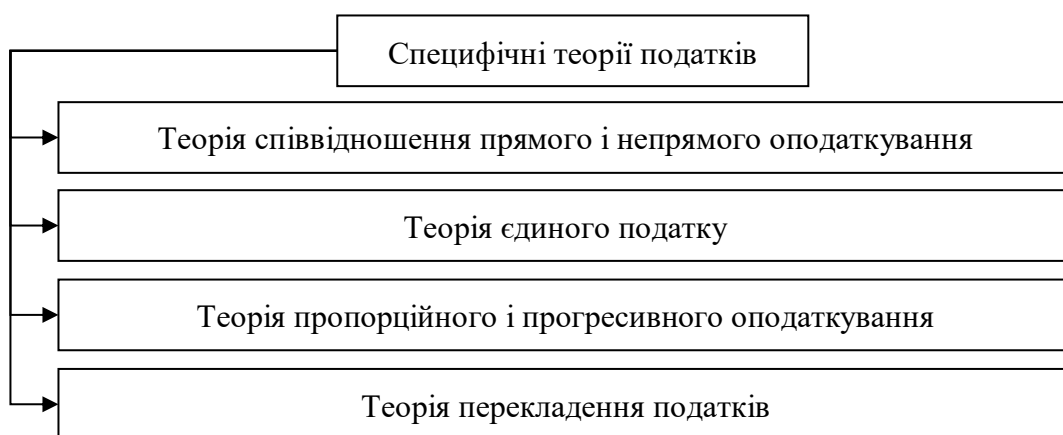 Специфічні теорії податків
Теорія співвідношення прямого і непрямого оподаткування
Теорія єдиного податку
Теорія пропорційного і прогресивного оподаткування
Теорія перекладення податків